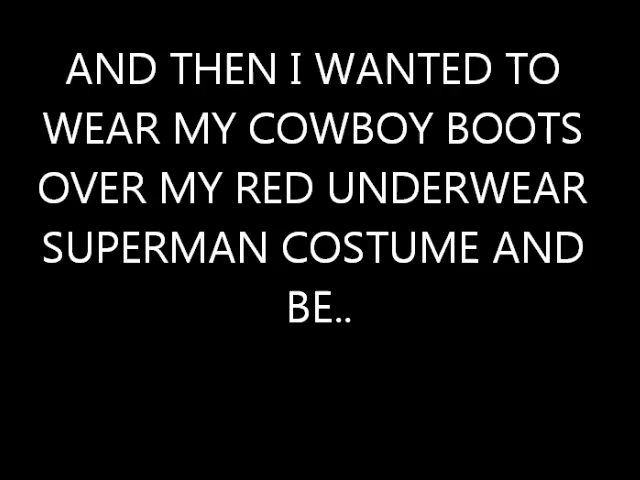 AND THEN I WANTED TO
WEAR MY COWBOY BOOTS
OVER MY RED UNDERWEAR
SUPERMAN COSTUME AND
BE..